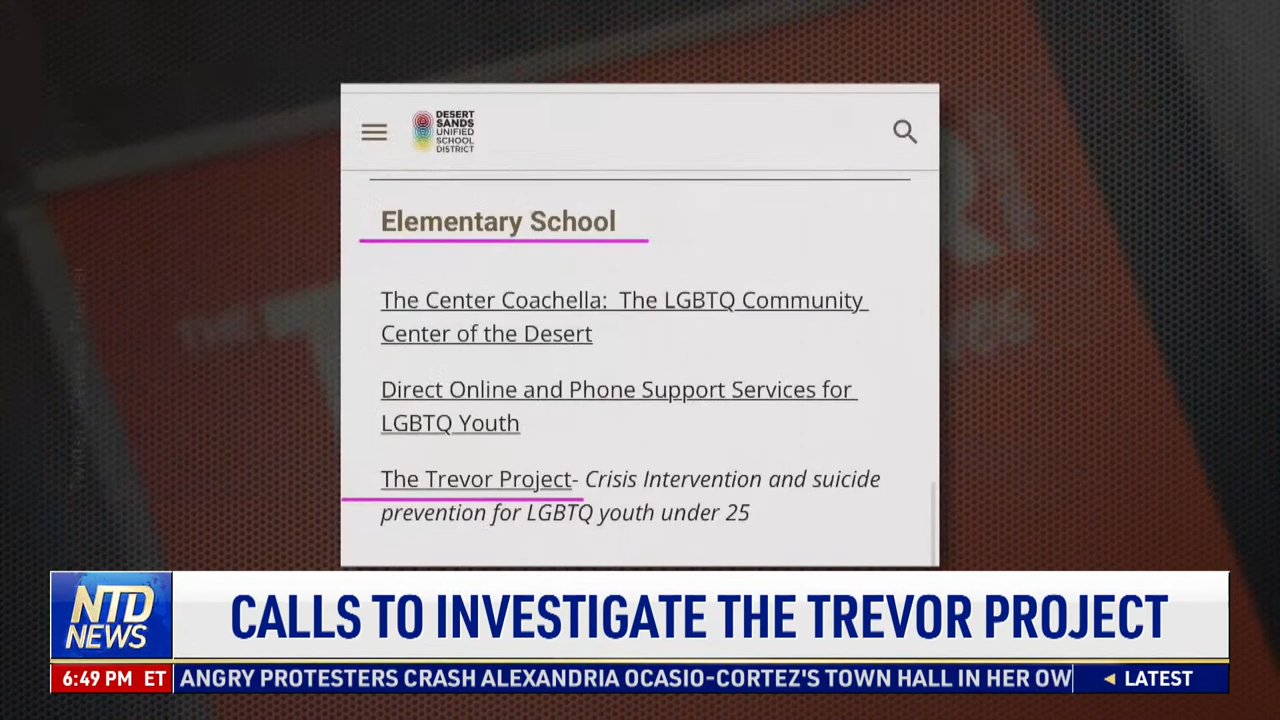 DESERT
SANDS
UNIFIED
SCHOOL
DISTRICT
Elementary School
The Center Coachella: The LGBTQ Community
Center of the Desert
Direct Online and Phone Support Services for
LGBTQ Youth
The Trevor Project- Crisis Intervention and suicide
prevention for LGBTQ youth under 25
NTD
NEWS
CALLS TO INVESTIGATE THE TREVOR PROJECT
6:49 PM ET
ANGRY PROTESTERS CRASH ALEXANDRIA OCASIO-CORTEZ'S TOWN HALL IN HER OW
LATEST